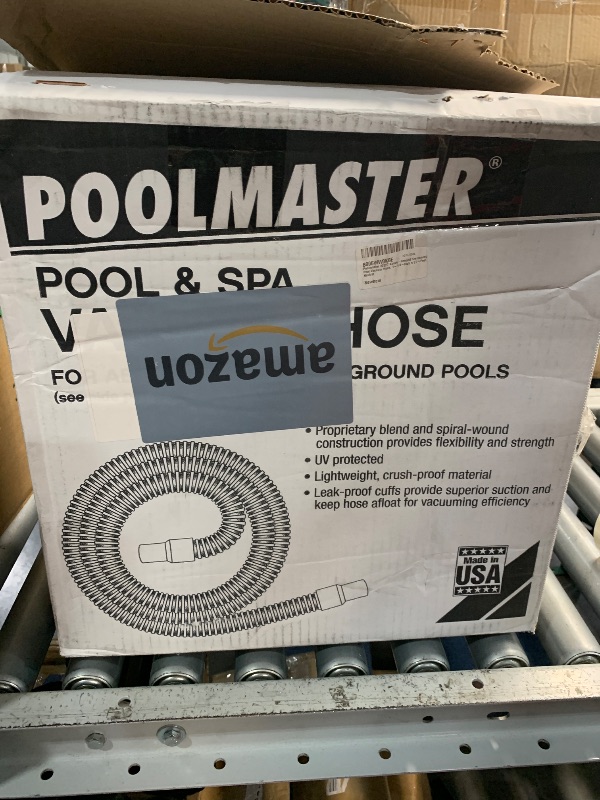 POOLMASTER®
POOL & SPA
HOSE
FO
GROUND POOLS
(see
amazon
• Proprietary blend and spiral-wound
construction provides flexibility and strength
• UV protected
• Lightweight, crush-proof material
• Leak-proof cuffs provide superior suction and
keep hose afloat for vacuuming efficiency
Made in
USA